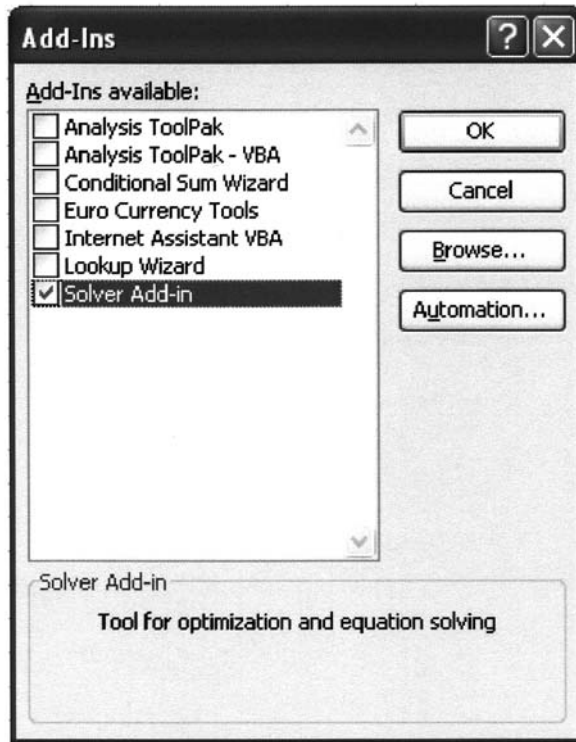 Add-Ins
Add-Ins available:
Analysis ToolPak
Analysis ToolPak - VBA
Conditional Sum Wizard
Euro Currency Tools
Internet Assistant VBA
Lookup Wizard
Solver Add-in
OK
Cancel
Browse...
Automation...
Solver Add-in
Tool for optimization and equation solving